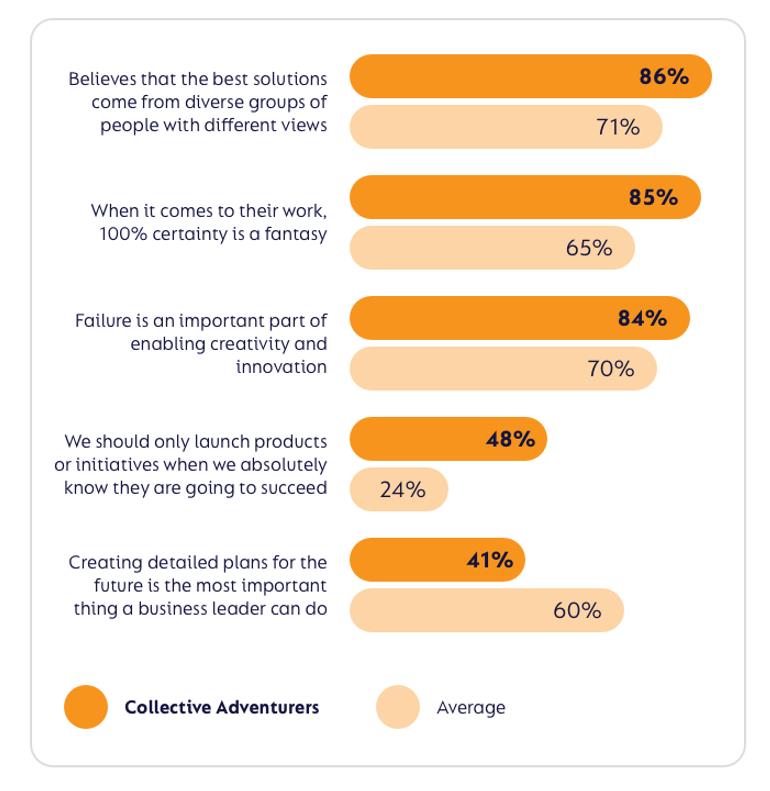 Believes that the best solutions
come from diverse groups of
people with different views
86%
71%
When it comes to their work,
100% certainty is a fantasy
85%
65%
Failure is an important part of
enabling creativity and
innovation
84%
70%
We should only launch products
or initiatives when we absolutely
know they are going to succeed
48%
24%
Creating detailed plans for the
future is the most important
thing a business leader can do
41%
60%
Collective Adventurers
Average